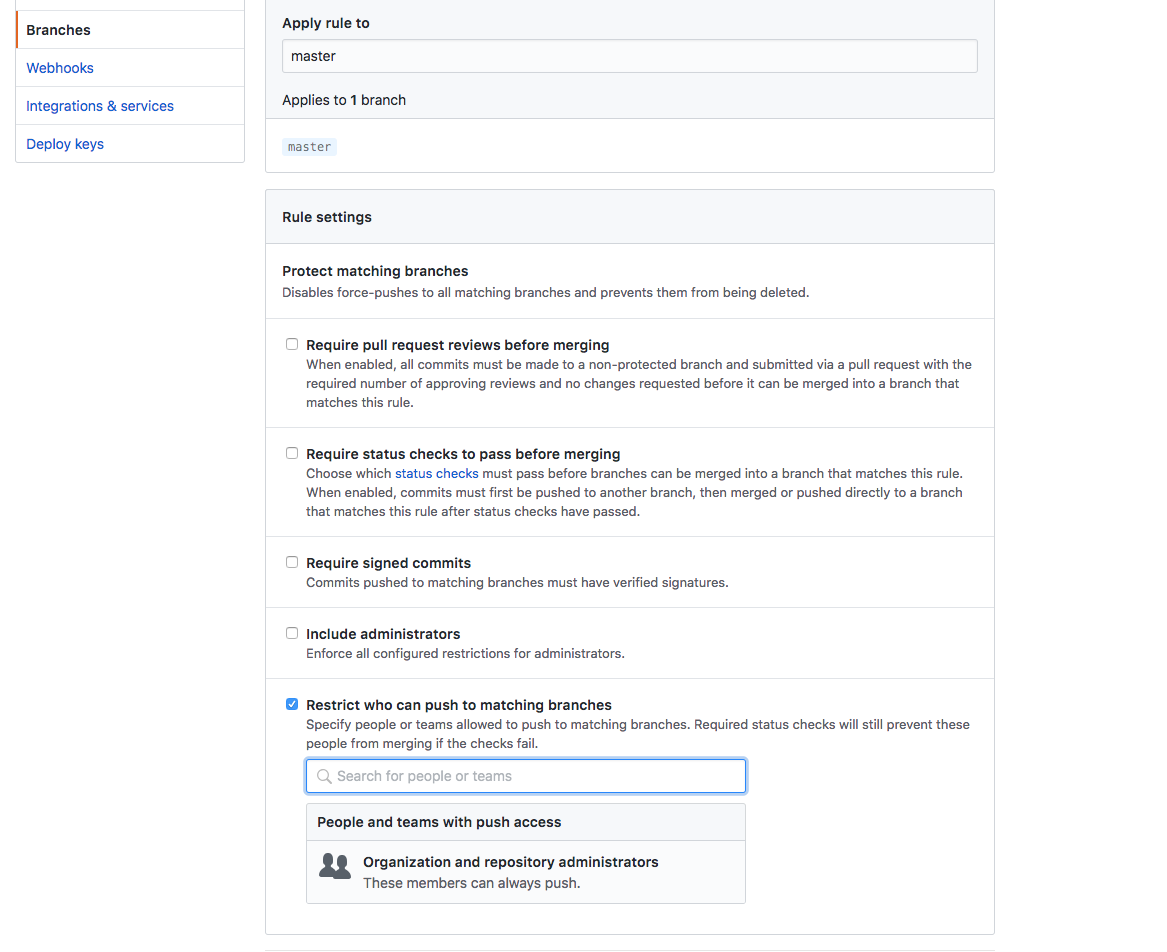 Branches
Webhooks
Integrations & services
Deploy keys
Apply rule to
master
Applies to 1 branch
master
Rule settings
Protect matching branches
Disables force-pushes to all matching branches and prevents them from being deleted.
Require pull request reviews before merging
When enabled, all commits must be made to a non-protected branch and submitted via a pull request with the
required number of approving reviews and no changes requested before it can be merged into a branch that
matches this rule.
Require status checks to pass before merging
Choose which status checks must pass before branches can be merged into a branch that matches this rule.
When enabled, commits must first be pushed to another branch, then merged or pushed directly to a branch
that matches this rule after status checks have passed.
Require signed commits
Commits pushed to matching branches must have verified signatures.
Include administrators
Enforce all configured restrictions for administrators.
Restrict who can push to matching branches
Specify people or teams allowed to push to matching branches. Required status checks will still prevent these
people from merging if the checks fail.
Search for people or teams
People and teams with push access
Organization and repository administrators
These members can always push.